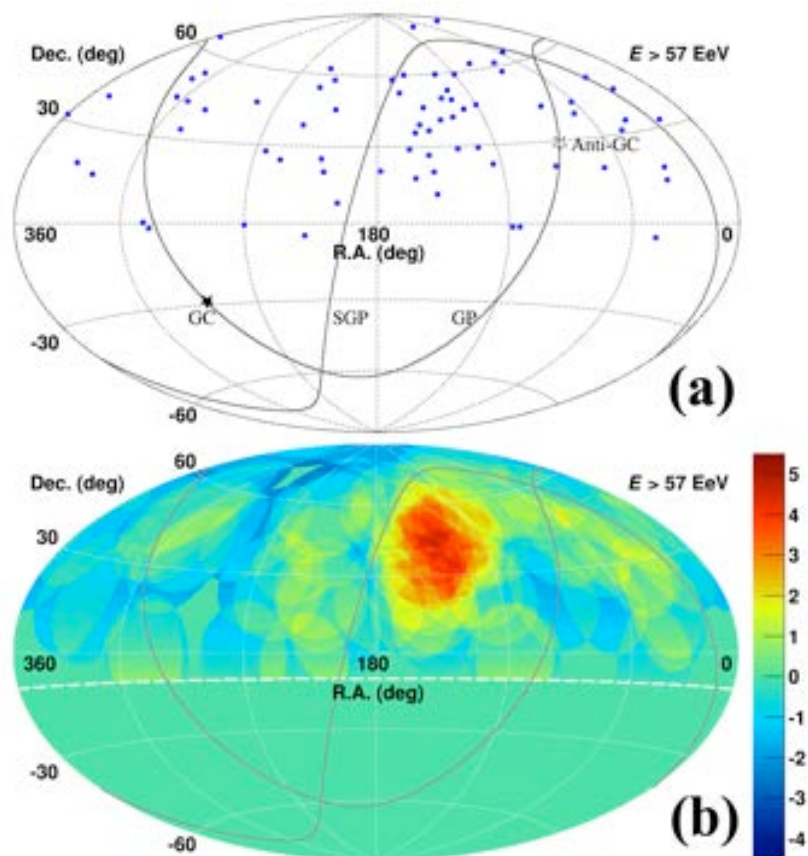 60
Dec. (deg)
E > 57 EeV
30
Anti-GC
360
180
0
R.A. (deg)
GC
SGP
GP
-30
-60
(a)
60
Dec. (deg)
E > 57 EeV
30
360
180
0
R.A. (deg)
-30
-60
(b)
5
4
3
2
1
0
-1
-2
-3
-4